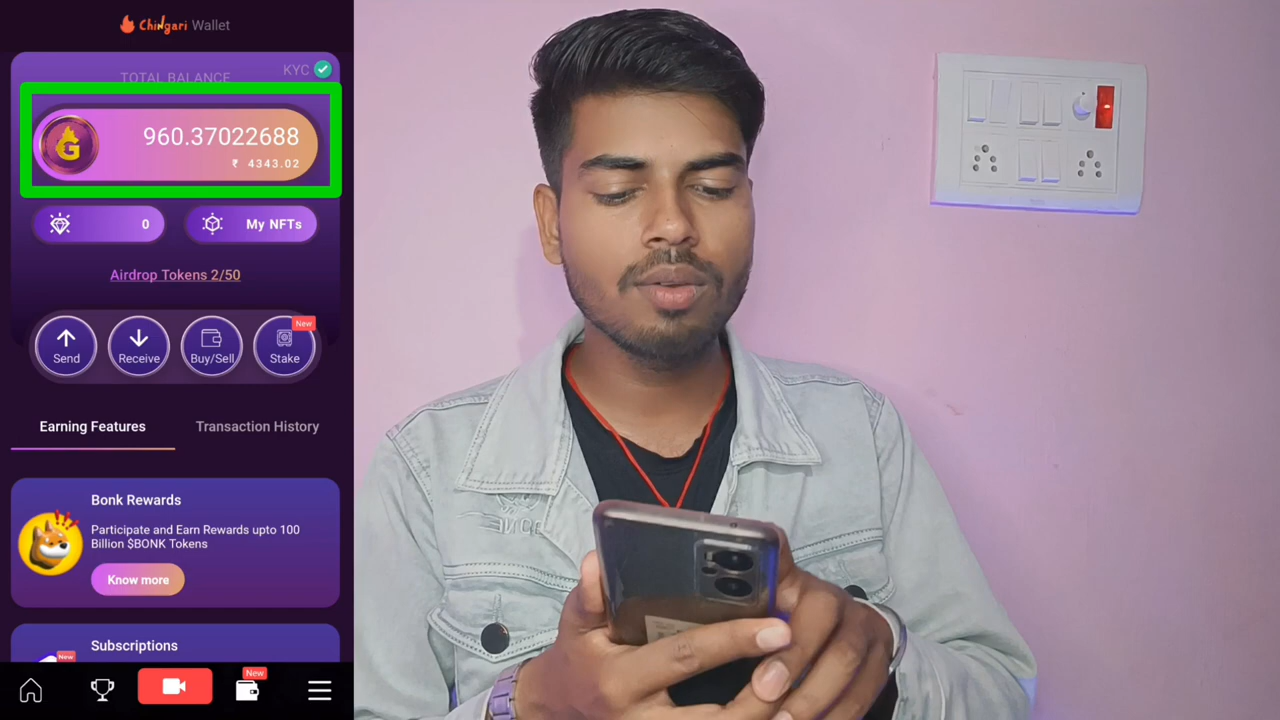 Chingari Wallet
KYC
TOTAL BALANCE
G
960.37022688
₹ 4343.02
0
My NFTs
Airdrop Tokens 2/50
New
Send
Receive
Buy/Sell
Stake
Earning Features
Transaction History
Bonk Rewards
Participate and Earn Rewards upto 100
Billion $BONK Tokens
Know more
Subscriptions
New
New